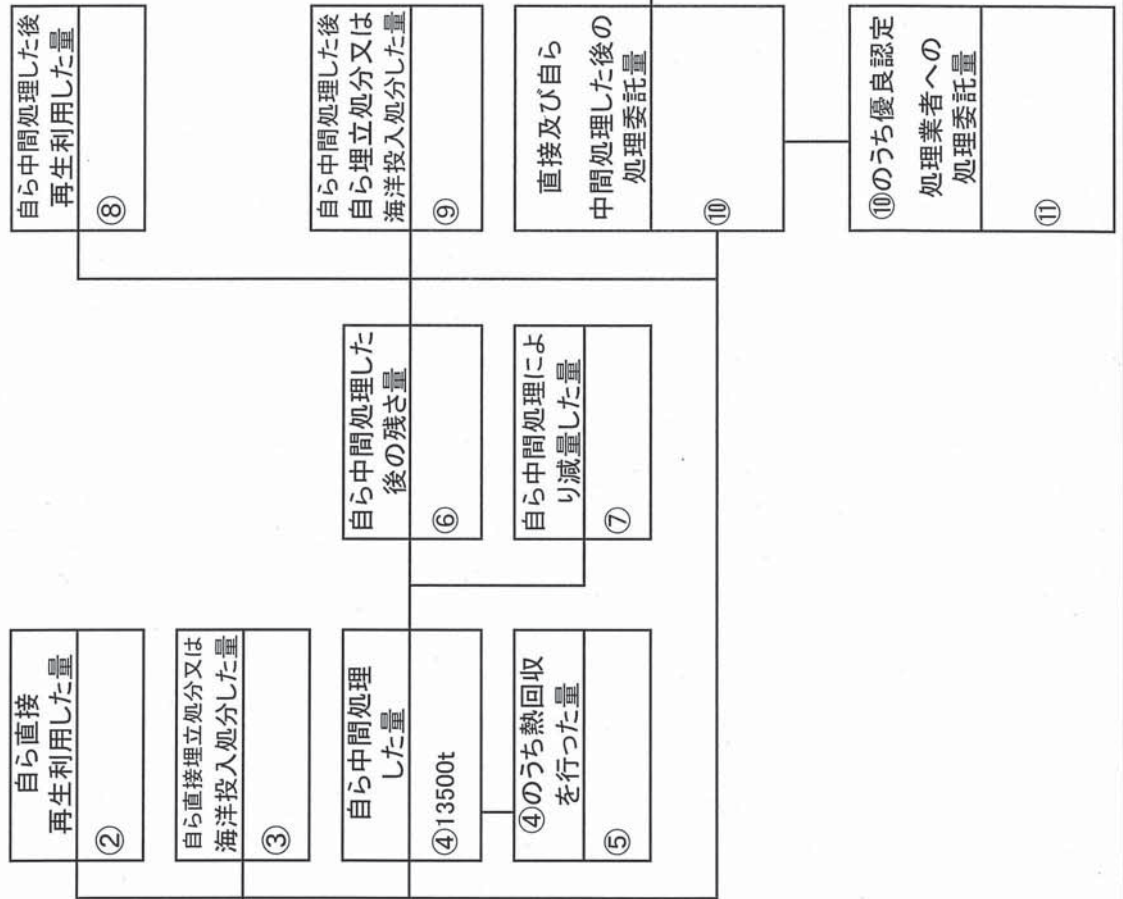 自ら直接
再生利用した量
②
自ら直接埋立処分又は
海洋投入処分した量
③
自ら中間処理
した量
④13500t
④のうち熱回収
を行った量
⑤
自ら中間処理した
後の残さ量
⑥
自ら中間処理によ
り減量した量
⑦
自ら中間処理した後
再生利用した量
⑧
自ら中間処理した後
自ら埋立処分又は
海洋投入処分した量
⑨
直接及び自ら
中間処理した後の
処理委託量
⑩
⑩のうち優良認定
処理業者への
処理委託量
⑪